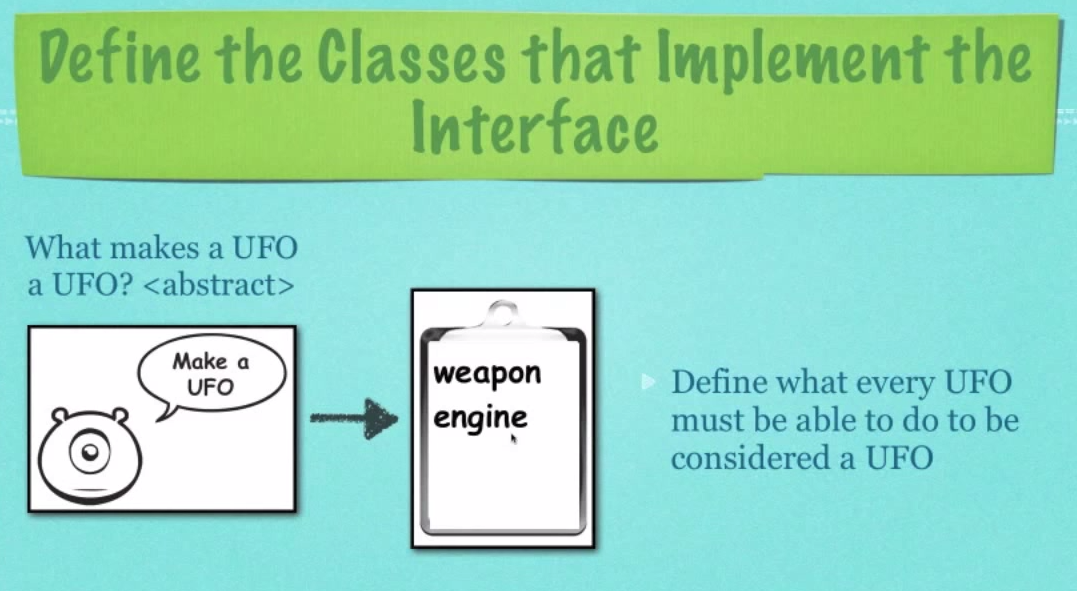 Define the Classes that Implement the
Interface
What makes a UFO
a UFO? <abstract>
Make a
UFO
weapon
engine
Define what every UFO
must be able to do to be
considered a UFO